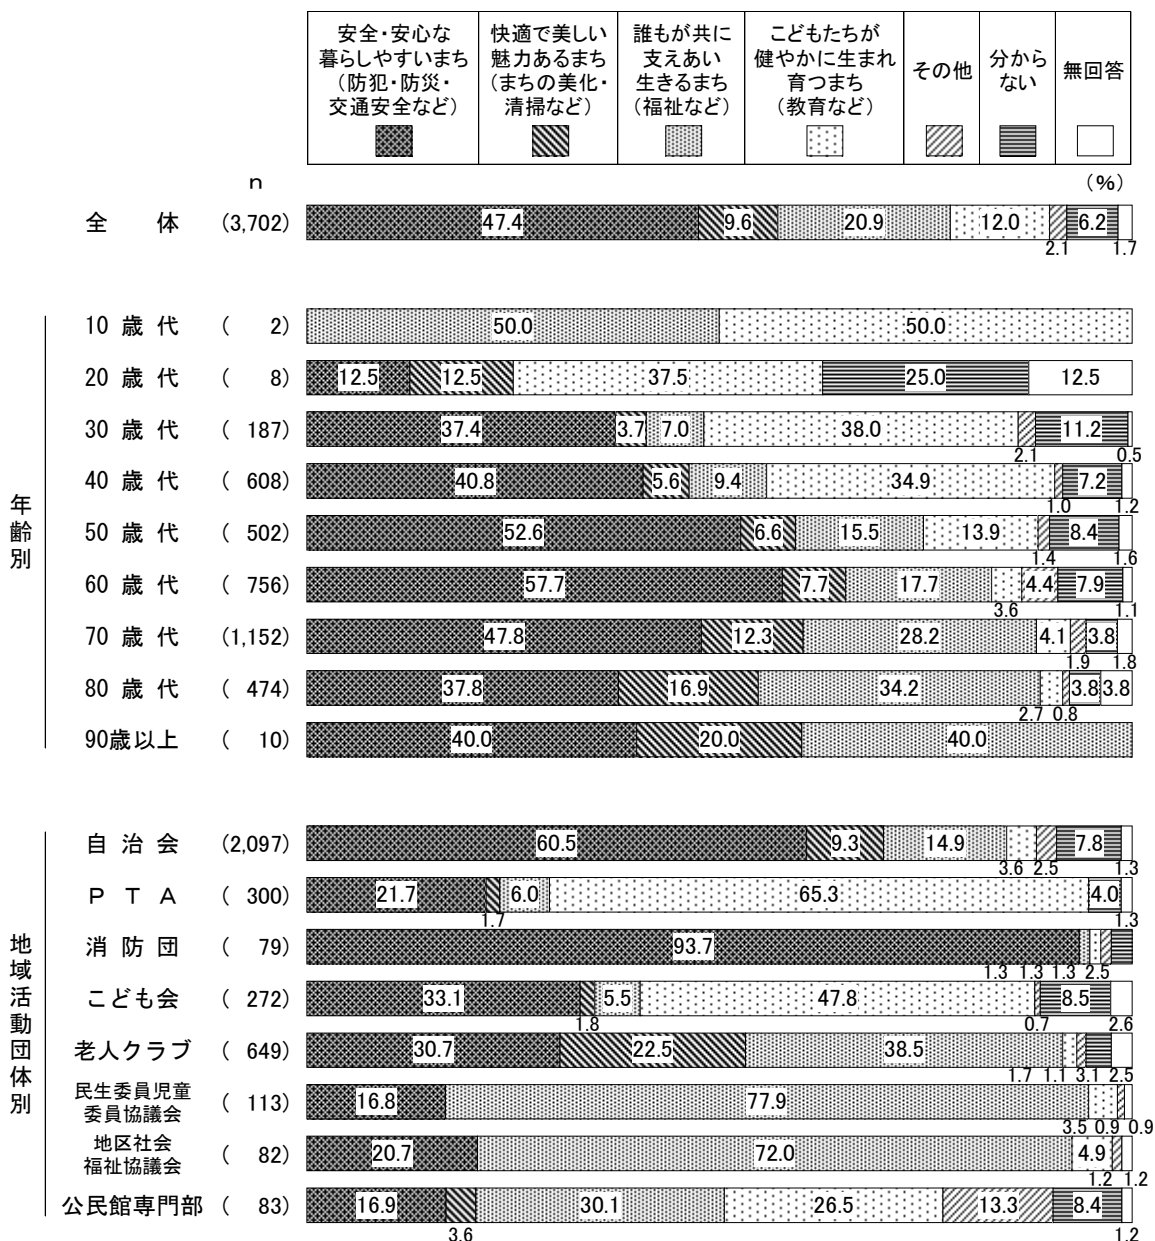 安全・安心な
暮らしやすいまち
（防犯・防災・
交通安全など）
快適で美しい
魅力あるまち
（まちの美化・
清掃など）
誰もが共に
支えあい
生きるまち
（福祉など）
こどもたちが
健やかに生まれ
育つまち
（教育など）
その他
分から
ない
無回答
n
（％）
全　体 (3,702) 47.4 9.6 20.9 12.0 6.2
2.1 1.7
年齢別
10 歳 代 ( 2) 50.0 50.0
20 歳 代 ( 8) 12.5 12.5 37.5 25.0 12.5
30 歳 代 ( 187) 37.4 3.7 7.0 38.0 11.2
2.1 0.5
40 歳 代 ( 608) 40.8 5.6 9.4 34.9 7.2
1.0 1.2
50 歳 代 ( 502) 52.6 6.6 15.5 13.9 8.4
1.4 1.6
60 歳 代 ( 756) 57.7 7.7 17.7 4.4 7.9
3.6 1.1
70 歳 代 (1,152) 47.8 12.3 28.2 4.1 3.8
1.9 1.8
80 歳 代 ( 474) 37.8 16.9 34.2 3.8 3.8
2.7 0.8
90歳以上 ( 10) 40.0 20.0 40.0
地域活動団体別
自 治 会 (2,097) 60.5 9.3 14.9 7.8
3.6 2.5 1.3
Ｐ Ｔ Ａ ( 300) 21.7 6.0 65.3 4.0
1.7 1.3
消 防 団 ( 79) 93.7
1.3 1.3 1.3 2.5
こども会 ( 272) 33.1 5.5 47.8 8.5
1.8 0.7 2.6
老人クラブ ( 649) 30.7 22.5 38.5
1.7 1.1 3.1 2.5
民生委員児童
委員協議会 ( 113) 16.8 77.9
3.5 0.9 0.9
地区社会
福祉協議会 ( 82) 20.7 72.0 4.9
1.2 1.2
公民館専門部 ( 83) 16.9 30.1 26.5 13.3 8.4
3.6 1.2